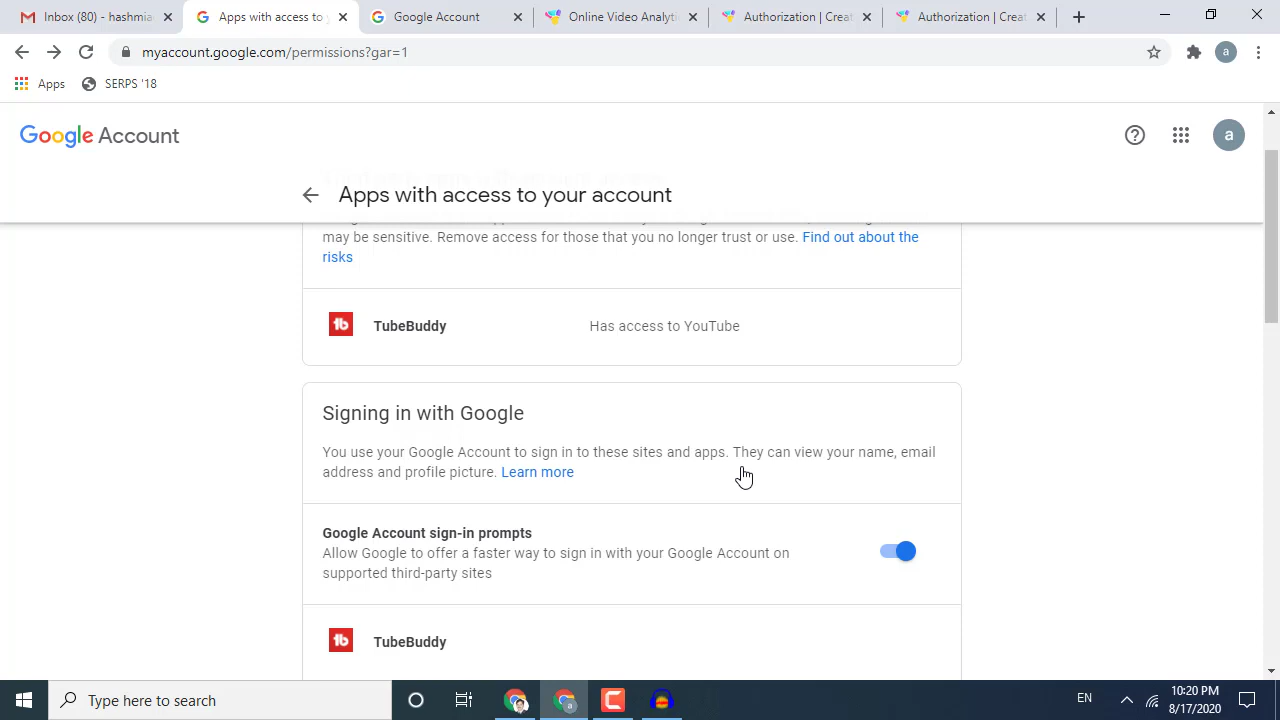 Inbox (80) - hashmia
Apps with access to y
Google Account
Online Video Analyti
Authorization | Creat
Authorization | Creat
myaccount.google.com/permissions?gar=1
a
Apps
SERPS '18
Google Account
a
Apps with access to your account
may be sensitive. Remove access for those that you no longer trust or use. Find out about the
risks
TubeBuddy
Has access to YouTube
Signing in with Google
You use your Google Account to sign in to these sites and apps. They can view your name, email
address and profile picture. Learn more
Google Account sign-in prompts
Allow Google to offer a faster way to sign in with your Google Account on
supported third-party sites
TubeBuddy
Type here to search
EN
10:20 PM
8/17/2020